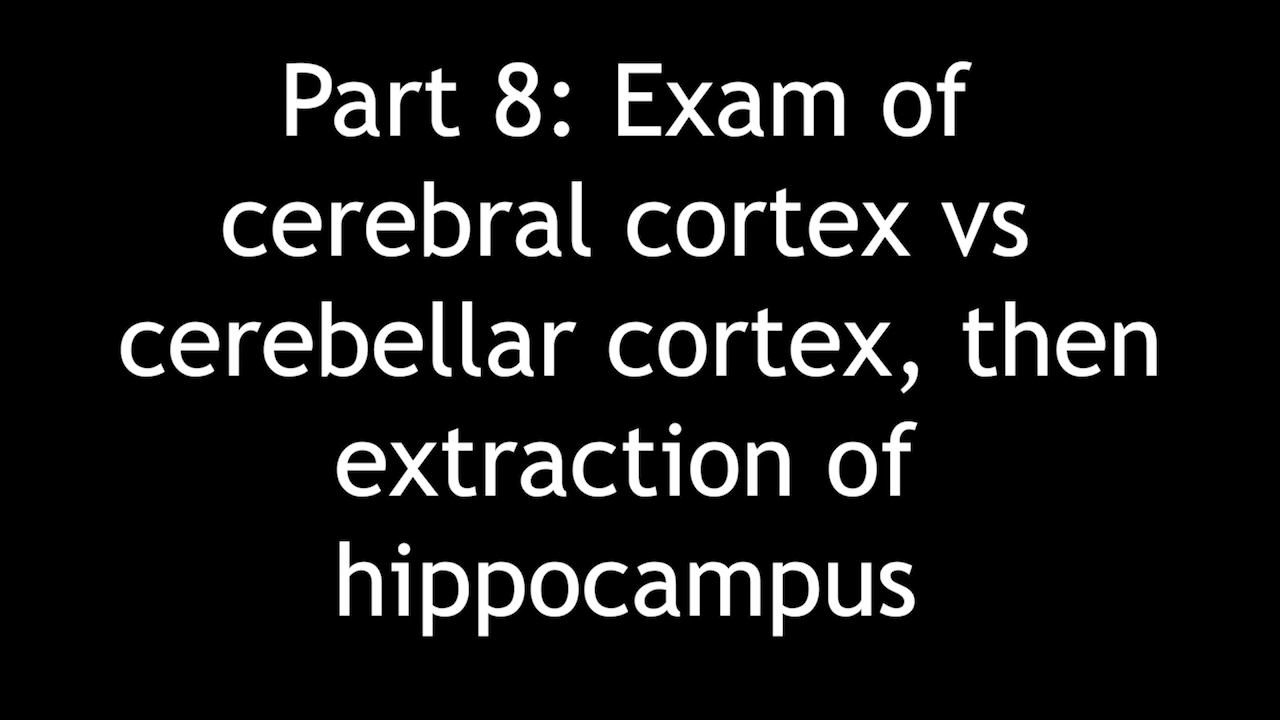 Part 8: Exam of
cerebral cortex vs
cerebellar cortex, then
extraction of
hippocampus